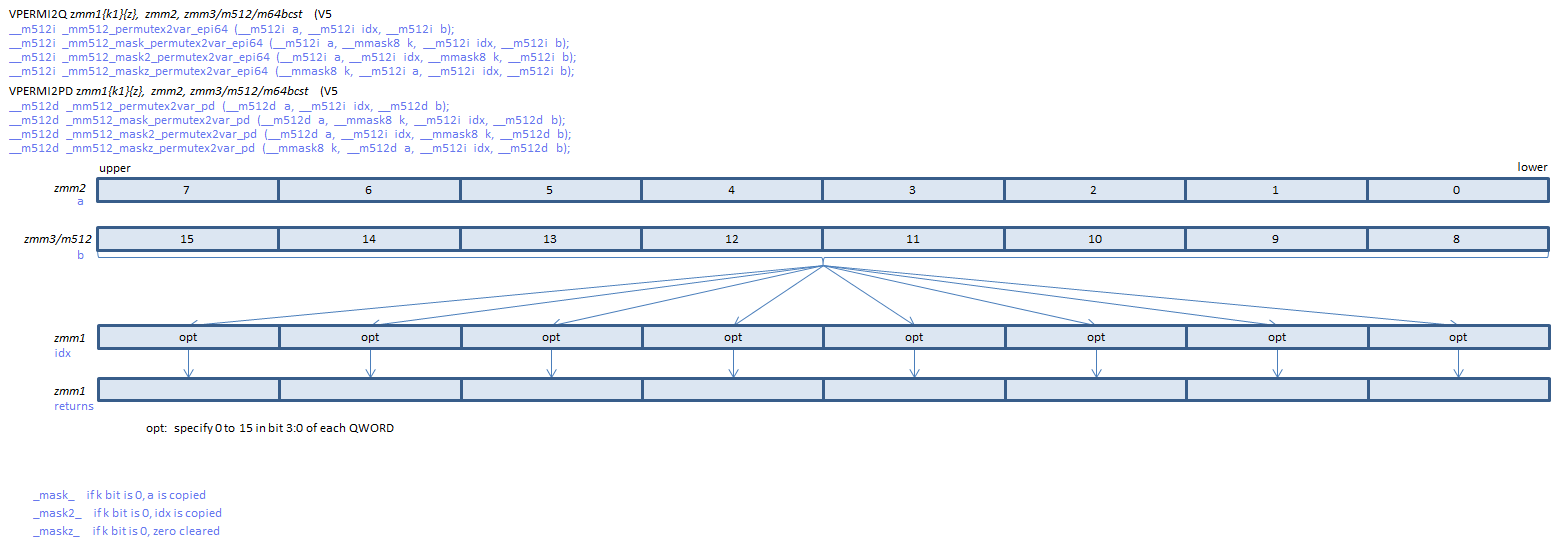 VPERMI2Q zmm1{k1}{z}, zmm2, zmm3/m512/m64bcst (V5
__m512i _mm512_permutex2var_epi64 (__m512i a, __m512i idx, __m512i b);
__m512i _mm512_mask_permutex2var_epi64 (__m512i a, __mmask8 k, __m512i idx, __m512i b);
__m512i _mm512_mask2_permutex2var_epi64 (__m512i a, __m512i idx, __mmask8 k, __m512i b);
__m512i _mm512_maskz_permutex2var_epi64 (__mmask8 k, __m512i a, __m512i idx, __m512i b);
VPERMI2PD zmm1{k1}{z}, zmm2, zmm3/m512/m64bcst (V5
__m512d _mm512_permutex2var_pd (__m512d a, __m512i idx, __m512d b);
__m512d _mm512_mask_permutex2var_pd (__m512d a, __mmask8 k, __m512i idx, __m512d b);
__m512d _mm512_mask2_permutex2var_pd (__m512d a, __m512i idx, __mmask8 k, __m512d b);
__m512d _mm512_maskz_permutex2var_pd (__mmask8 k, __m512d a, __m512i idx, __m512d b);
upper lower
zmm2 7 6 5 4 3 2 1 0
a
zmm3/m512 15 14 13 12 11 10 9 8
b
zmm1 opt opt opt opt opt opt opt opt
idx
zmm1
returns
opt: specify 0 to 15 in bit 3:0 of each QWORD
_mask_ if k bit is 0, a is copied
_mask2_ if k bit is 0, idx is copied
_maskz_ if k bit is 0, zero cleared